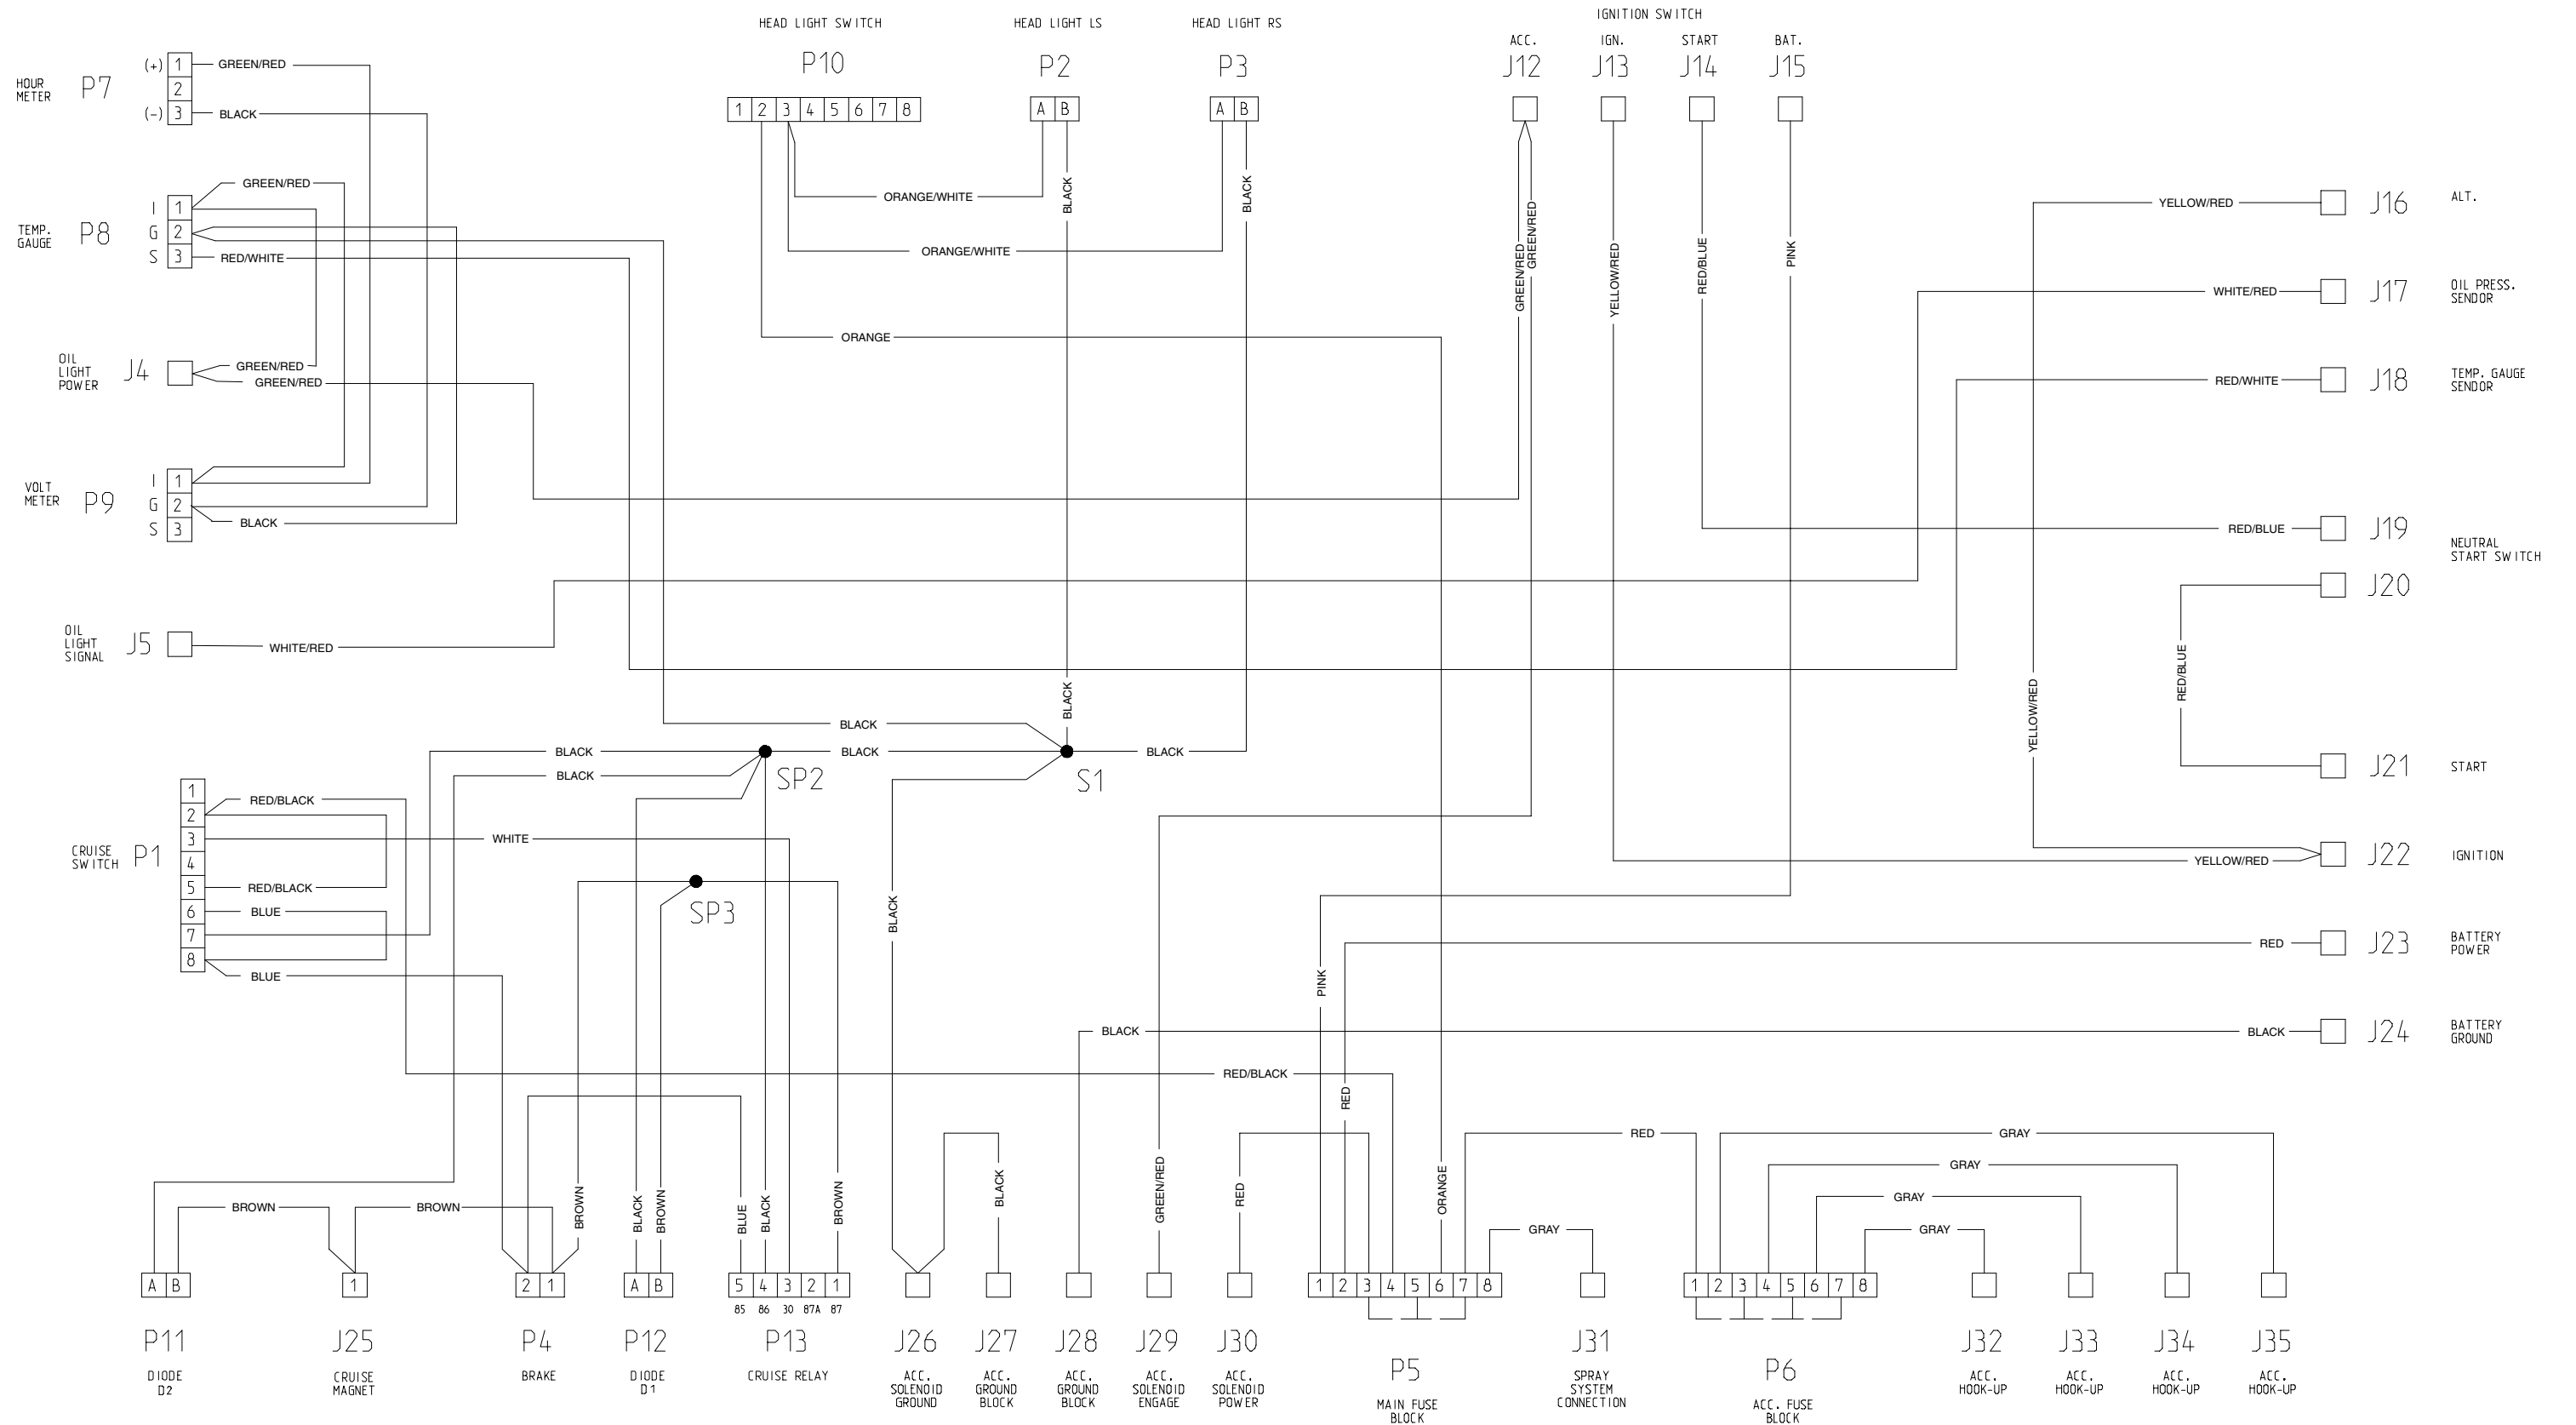 HEAD LIGHT SWITCH
P10
1 2 3 4 5 6 7 8
HEAD LIGHT LS
P2
A B
HEAD LIGHT RS
P3
A B
IGNITION SWITCH
ACC.
J12
IGN.
J13
START
J14
BAT.
J15
HOUR
METER
P7
(+) 1
2
(-) 3
GREEN/RED
BLACK
TEMP.
GAUGE
P8
I 1
G 2
S 3
GREEN/RED
RED/WHITE
OIL
LIGHT
POWER
J4
GREEN/RED
GREEN/RED
VOLT
METER
P9
I 1
G 2
S 3
BLACK
OIL
LIGHT
SIGNAL
J5
WHITE/RED
ORANGE/WHITE
ORANGE/WHITE
ORANGE
BLACK
BLACK
GREEN/RED
GREEN/RED
YELLOW/RED
RED/BLUE
PINK
YELLOW/RED
J16
ALT.
WHITE/RED
J17
OIL PRESS.
SENDOR
RED/WHITE
J18
TEMP. GAUGE
SENDOR
RED/BLUE
J19
NEUTRAL
START SWITCH
J20
RED/BLUE
YELLOW/RED
J21
START
YELLOW/RED
J22
IGNITION
RED
J23
BATTERY
POWER
BLACK
BLACK
J24
BATTERY
GROUND
BLACK
BLACK
BLACK
BLACK
BLACK
BLACK
SP2
S1
CRUISE
SWITCH
P1
1
2
3
4
5
6
7
8
RED/BLACK
WHITE
RED/BLACK
BLUE
BLUE
SP3
BLACK
PINK
RED
RED/BLACK
BROWN
BROWN
BROWN
BLACK
BROWN
BLUE
BLACK
BROWN
BLACK
GREEN/RED
RED
ORANGE
GRAY
RED
GRAY
GRAY
GRAY
GRAY
A B
P11
DIODE
D2
1
J25
CRUISE
MAGNET
2 1
P4
BRAKE
A B
P12
DIODE
D1
5 4 3 2 1
85 86 30 87A 87
P13
CRUISE RELAY
J26
ACC.
SOLENOID
GROUND
J27
ACC.
GROUND
BLOCK
J28
ACC.
GROUND
BLOCK
J29
ACC.
SOLENOID
ENGAGE
J30
ACC.
SOLENOID
POWER
1 2 3 4 5 6 7 8
P5
MAIN FUSE
BLOCK
J31
SPRAY
SYSTEM
CONNECTION
1 2 3 4 5 6 7 8
P6
ACC. FUSE
BLOCK
J32
ACC.
HOOK-UP
J33
ACC.
HOOK-UP
J34
ACC.
HOOK-UP
J35
ACC.
HOOK-UP